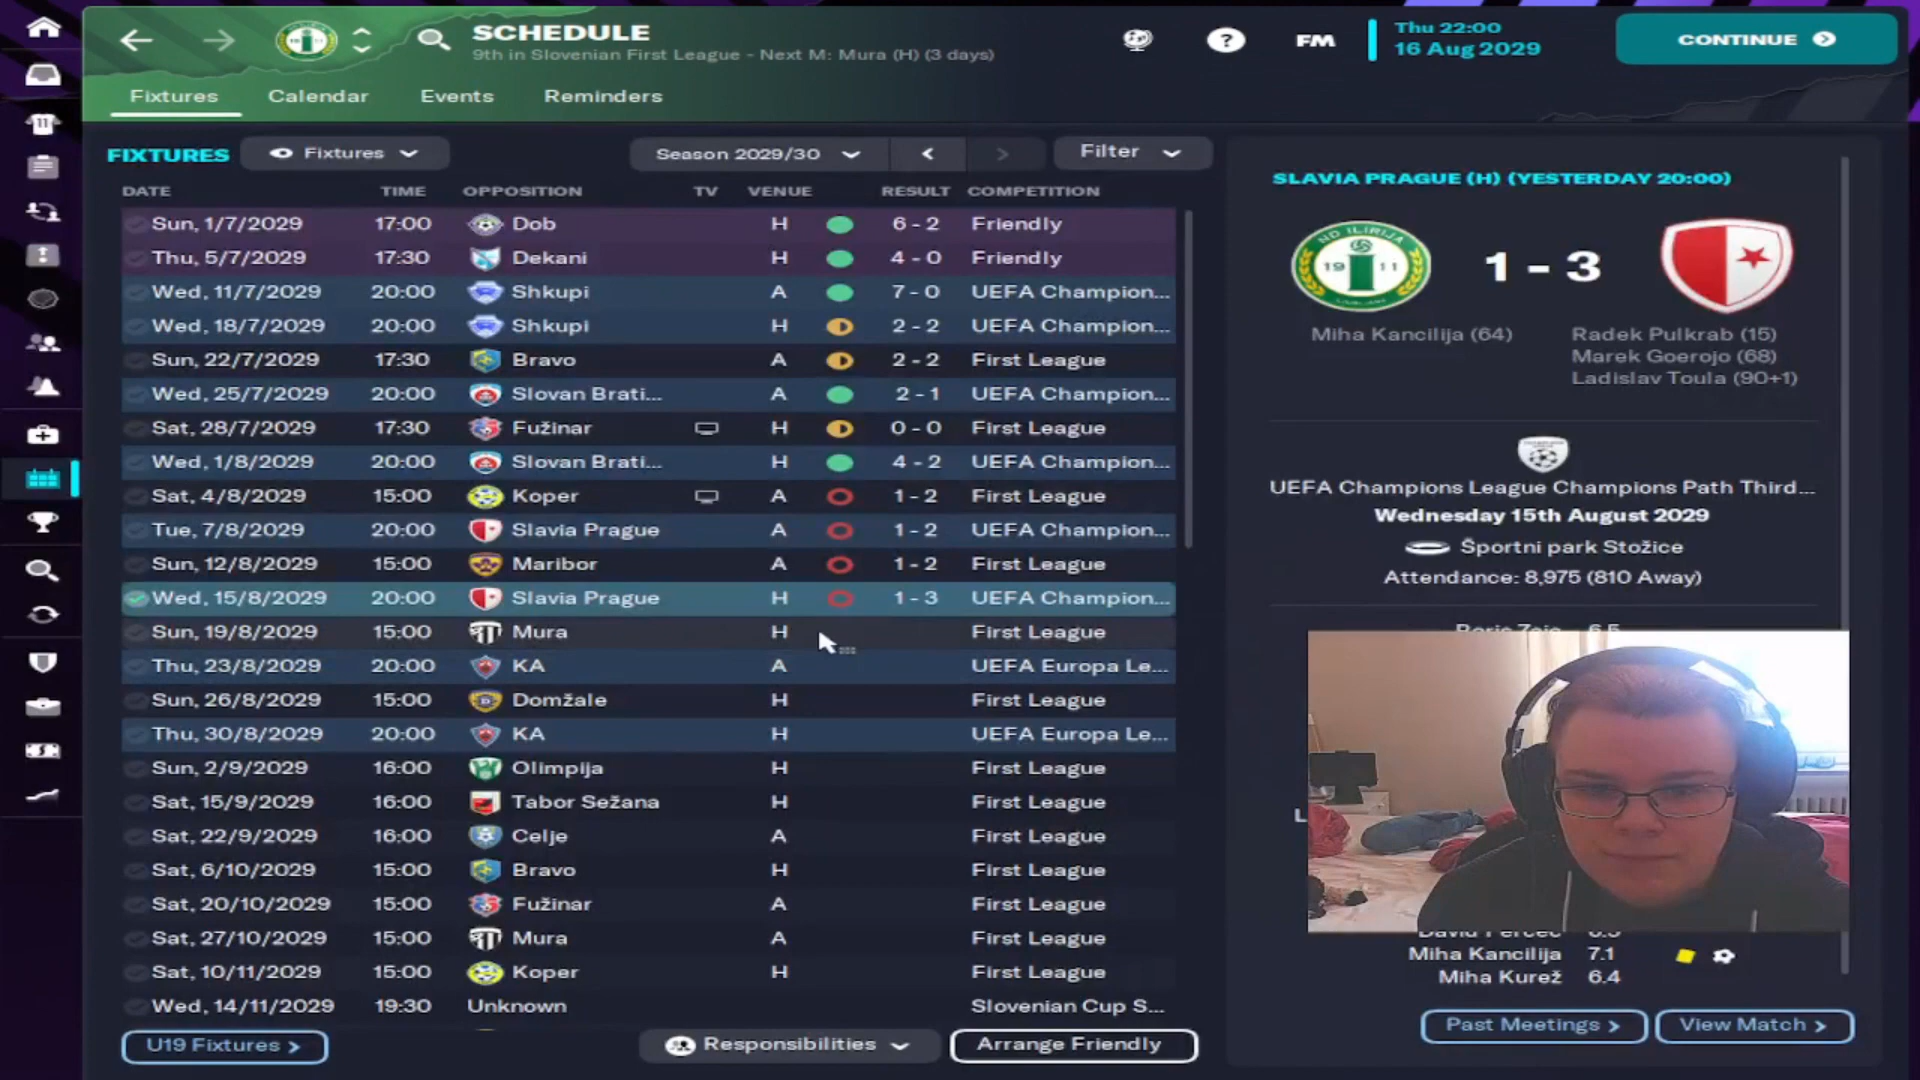 SCHEDULE
9th in Slovenian First League - Next M: Mura (H) (3 days)
FM
Thu 22:00
16 Aug 2029
CONTINUE
Fixtures Calendar Events Reminders
FIXTURES Fixtures Season 2029/30 Filter
DATE TIME OPPOSITION TV VENUE RESULT COMPETITION
Sun, 1/7/2029 17:00 Dob H 6 - 2 Friendly
Thu, 5/7/2029 17:30 Dekani H 4 - 0 Friendly
Wed, 11/7/2029 20:00 Shkupi A 7 - 0 UEFA Champion...
Wed, 18/7/2029 20:00 Shkupi H 2 - 2 UEFA Champion...
Sun, 22/7/2029 17:30 Bravo A 2 - 2 First League
Wed, 25/7/2029 20:00 Slovan Brati... A 2 - 1 UEFA Champion...
Sat, 28/7/2029 17:30 Fužinar H 0 - 0 First League
Wed, 1/8/2029 20:00 Slovan Brati... H 4 - 2 UEFA Champion...
Sat, 4/8/2029 15:00 Koper A 1 - 2 First League
Tue, 7/8/2029 20:00 Slavia Prague A 1 - 2 UEFA Champion...
Sun, 12/8/2029 15:00 Maribor A 1 - 2 First League
Wed, 15/8/2029 20:00 Slavia Prague H 1 - 3 UEFA Champion...
Sun, 19/8/2029 15:00 Mura H First League
Thu, 23/8/2029 20:00 KA A UEFA Europa Le...
Sun, 26/8/2029 15:00 Domžale H First League
Thu, 30/8/2029 20:00 KA H UEFA Europa Le...
Sun, 2/9/2029 16:00 Olimpija H First League
Sat, 15/9/2029 16:00 Tabor Sežana H First League
Sat, 22/9/2029 16:00 Celje A First League
Sat, 6/10/2029 15:00 Bravo H First League
Sat, 20/10/2029 15:00 Fužinar A First League
Sat, 27/10/2029 15:00 Mura A First League
Sat, 10/11/2029 15:00 Koper H First League
Wed, 14/11/2029 19:30 Unknown Slovenian Cup S...
U19 Fixtures > Responsibilities Arrange Friendly
SLAVIA PRAGUE (H) (YESTERDAY 20:00)
ND ILIRIJA
19 11
1 - 3
Miha Kancilija (64)
Radek Pulkrab (15)
Marek Goerojo (68)
Ladislav Toula (90+1)
UEFA Champions League Champions Path Third...
Wednesday 15th August 2029
Športni park Stožice
Attendance: 8,975 (810 Away)
Miha Kancilija 7.1
Miha Kurež 6.4
Past Meetings > View Match >